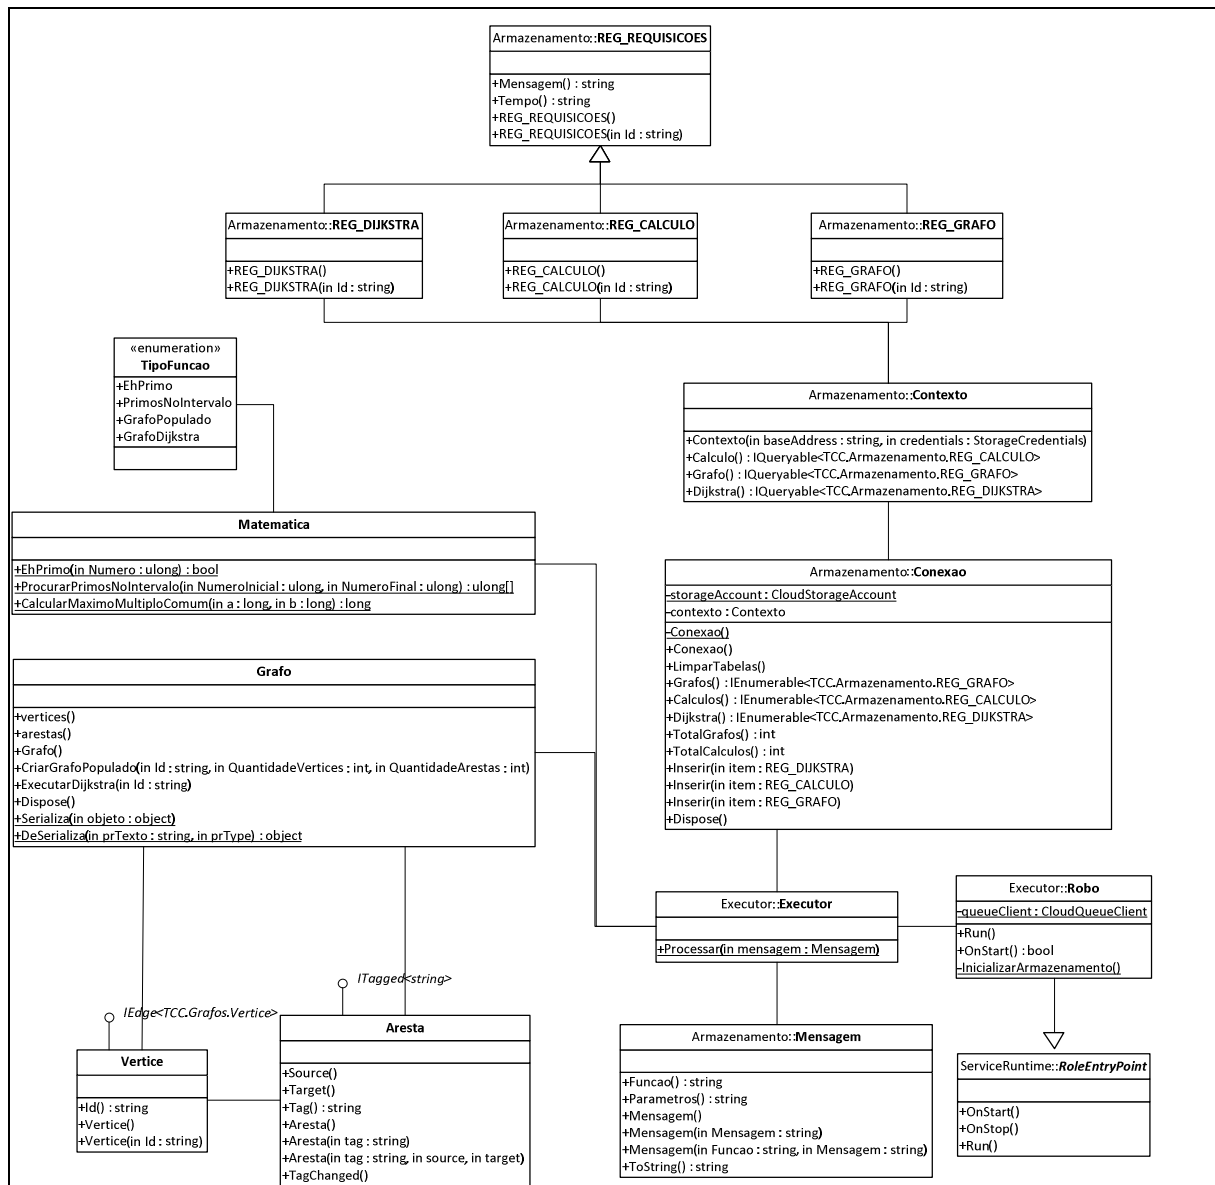 Armazenamento::REG_REQUISICOES
+Mensagem() : string
+Tempo() : string
+REG_REQUISICOES()
+REG_REQUISICOES(in Id : string)
Armazenamento::REG_DIJKSTRA
+REG_DIJKSTRA()
+REG_DIJKSTRA(in Id : string)
Armazenamento::REG_CALCULO
+REG_CALCULO()
+REG_CALCULO(in Id : string)
Armazenamento::REG_GRAFO
+REG_GRAFO()
+REG_GRAFO(in Id : string)
«enumeration»
TipoFuncao
+EhPrimo
+PrimosNoIntervalo
+GrafoPopulado
+GrafoDijkstra
Armazenamento::Contexto
+Contexto(in baseAddress : string, in credentials : StorageCredentials)
+Calculo() : IQueryable<TCC.Armazenamento.REG_CALCULO>
+Grafo() : IQueryable<TCC.Armazenamento.REG_GRAFO>
+Dijkstra() : IQueryable<TCC.Armazenamento.REG_DIJKSTRA>
Matematica
+EhPrimo(in Numero : ulong) : bool
+ProcurarPrimosNoIntervalo(in NumeroInicial : ulong, in NumeroFinal : ulong) : ulong[]
+CalcularMaximoMultiploComum(in a : long, in b : long) : long
Armazenamento::Conexao
-storageAccount : CloudStorageAccount
-contexto : Contexto
-Conexao()
+Conexao()
+LimparTabelas()
+Grafos() : IEnumerable<TCC.Armazenamento.REG_GRAFO>
+Calculos() : IEnumerable<TCC.Armazenamento.REG_CALCULO>
+Dijkstra() : IEnumerable<TCC.Armazenamento.REG_DIJKSTRA>
+TotalGrafos() : int
+TotalCalculos() : int
+Inserir(in item : REG_DIJKSTRA)
+Inserir(in item : REG_CALCULO)
+Inserir(in item : REG_GRAFO)
+Dispose()
Grafo
+vertices()
+arestas()
+Grafo()
+CriarGrafoPopulado(in Id : string, in QuantidadeVertices : int, in QuantidadeArestas : int)
+ExecutarDijkstra(in Id : string)
+Dispose()
+Serializa(in objeto : object)
+DeSerializa(in prTexto : string, in prType) : object
Executor::Executor
+Processar(in mensagem : Mensagem)
Executor::Robo
-queueClient : CloudQueueClient
+Run()
+OnStart() : bool
-InicializarArmazenamento()
ITagged<string>
IEdge<TCC.Grafos.Vertice>
Vertice
+Id() : string
+Vertice()
+Vertice(in Id : string)
Aresta
+Source()
+Target()
+Tag() : string
+Aresta()
+Aresta(in tag : string)
+Aresta(in tag : string, in source, in target)
+TagChanged()
Armazenamento::Mensagem
+Funcao() : string
+Parametros() : string
+Mensagem()
+Mensagem(in Mensagem : string)
+Mensagem(in Funcao : string, in Mensagem : string)
+ToString() : string
ServiceRuntime::RoleEntryPoint
+OnStart()
+OnStop()
+Run()